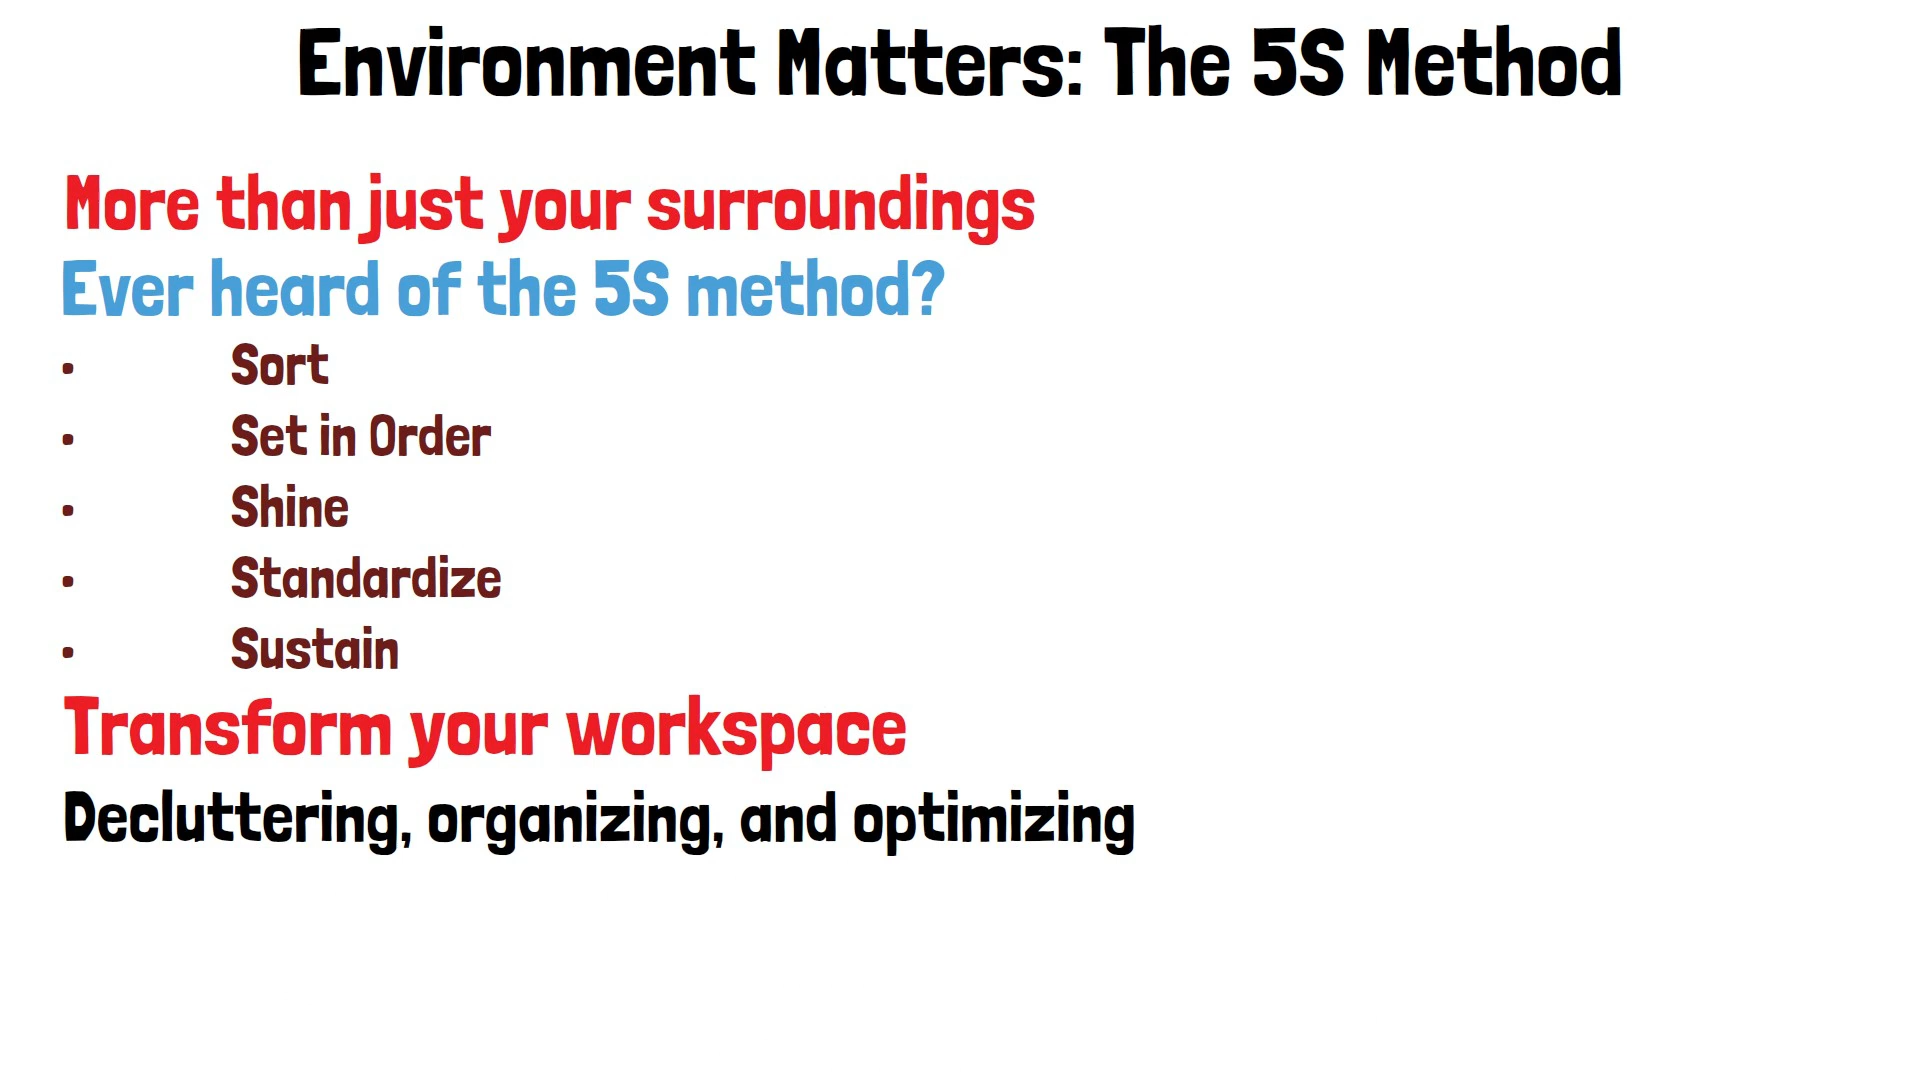 Environment Matters: The 5S Method
More than just your surroundings
Ever heard of the 5S method?
• Sort
• Set in Order
• Shine
• Standardize
• Sustain
Transform your workspace
Decluttering, organizing, and optimizing